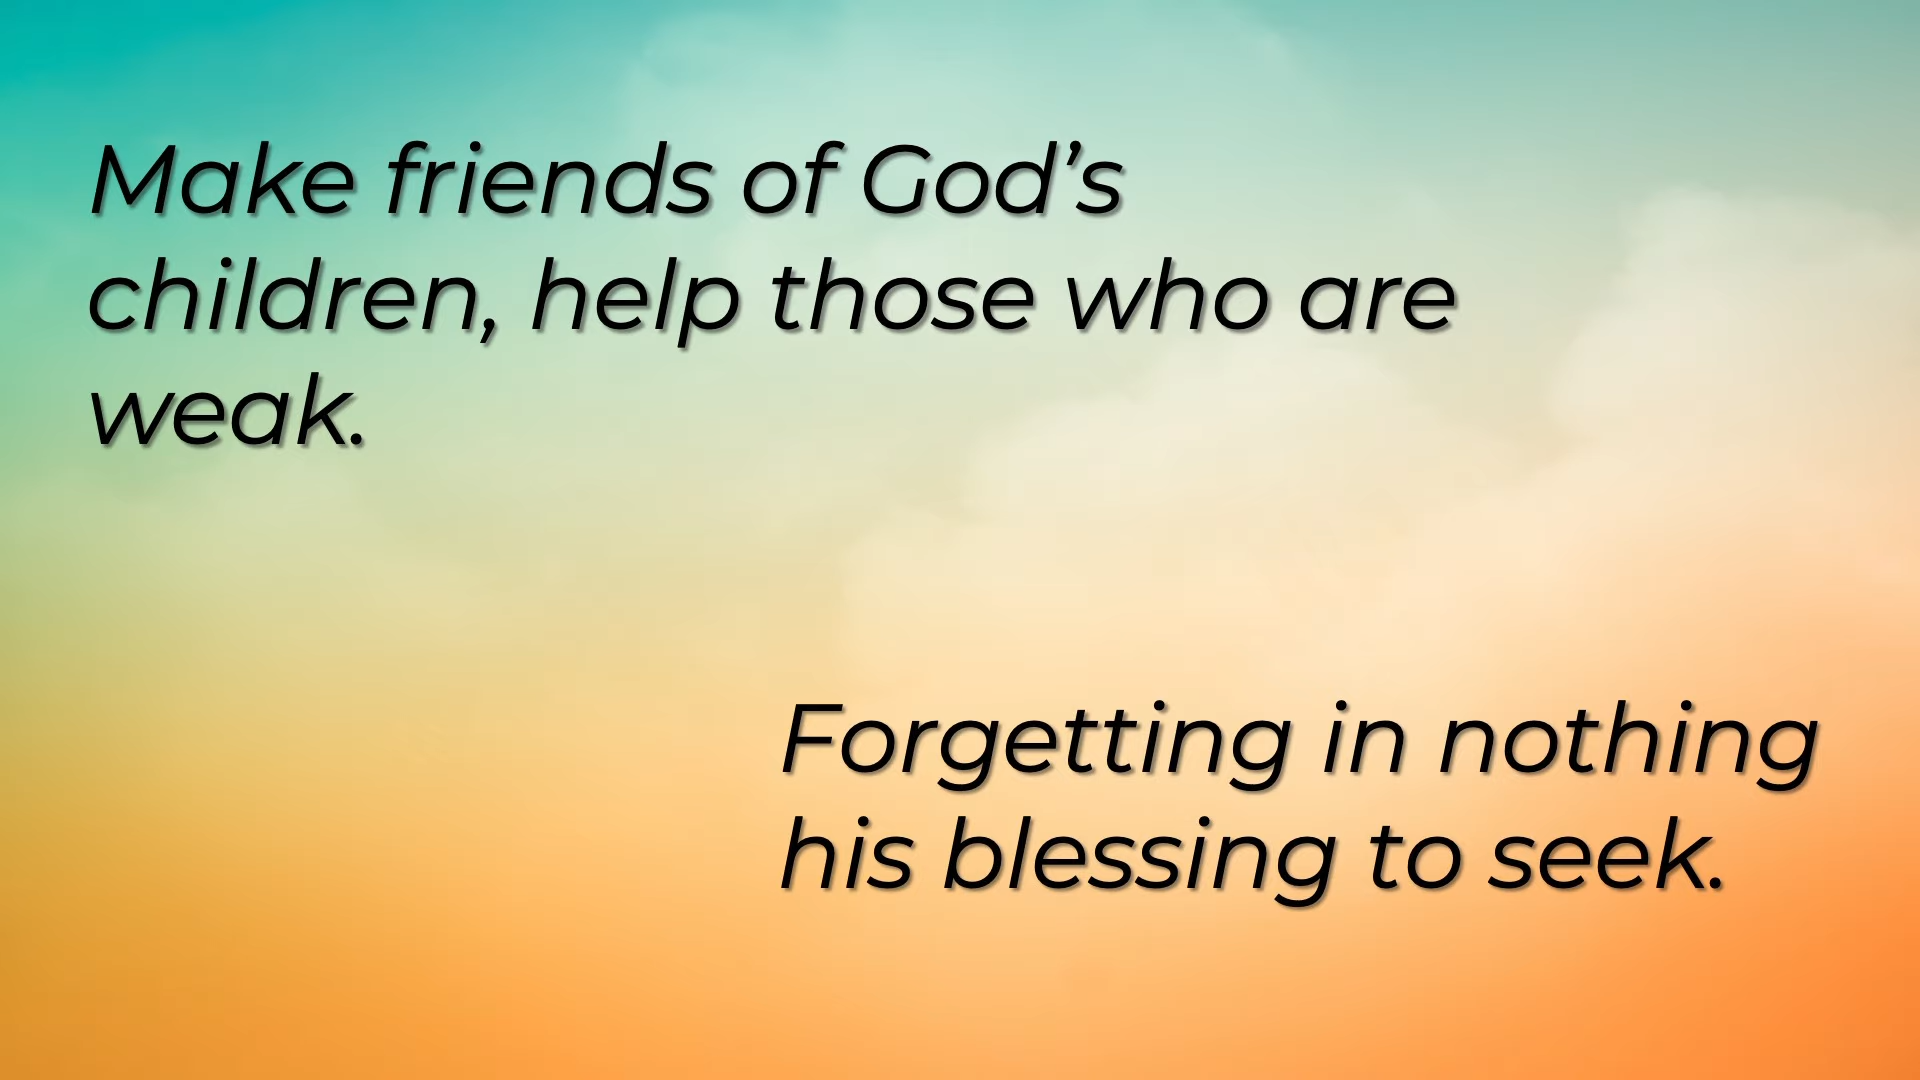 Make friends of God’s
children, help those who are
weak.
Forgetting in nothing
his blessing to seek.